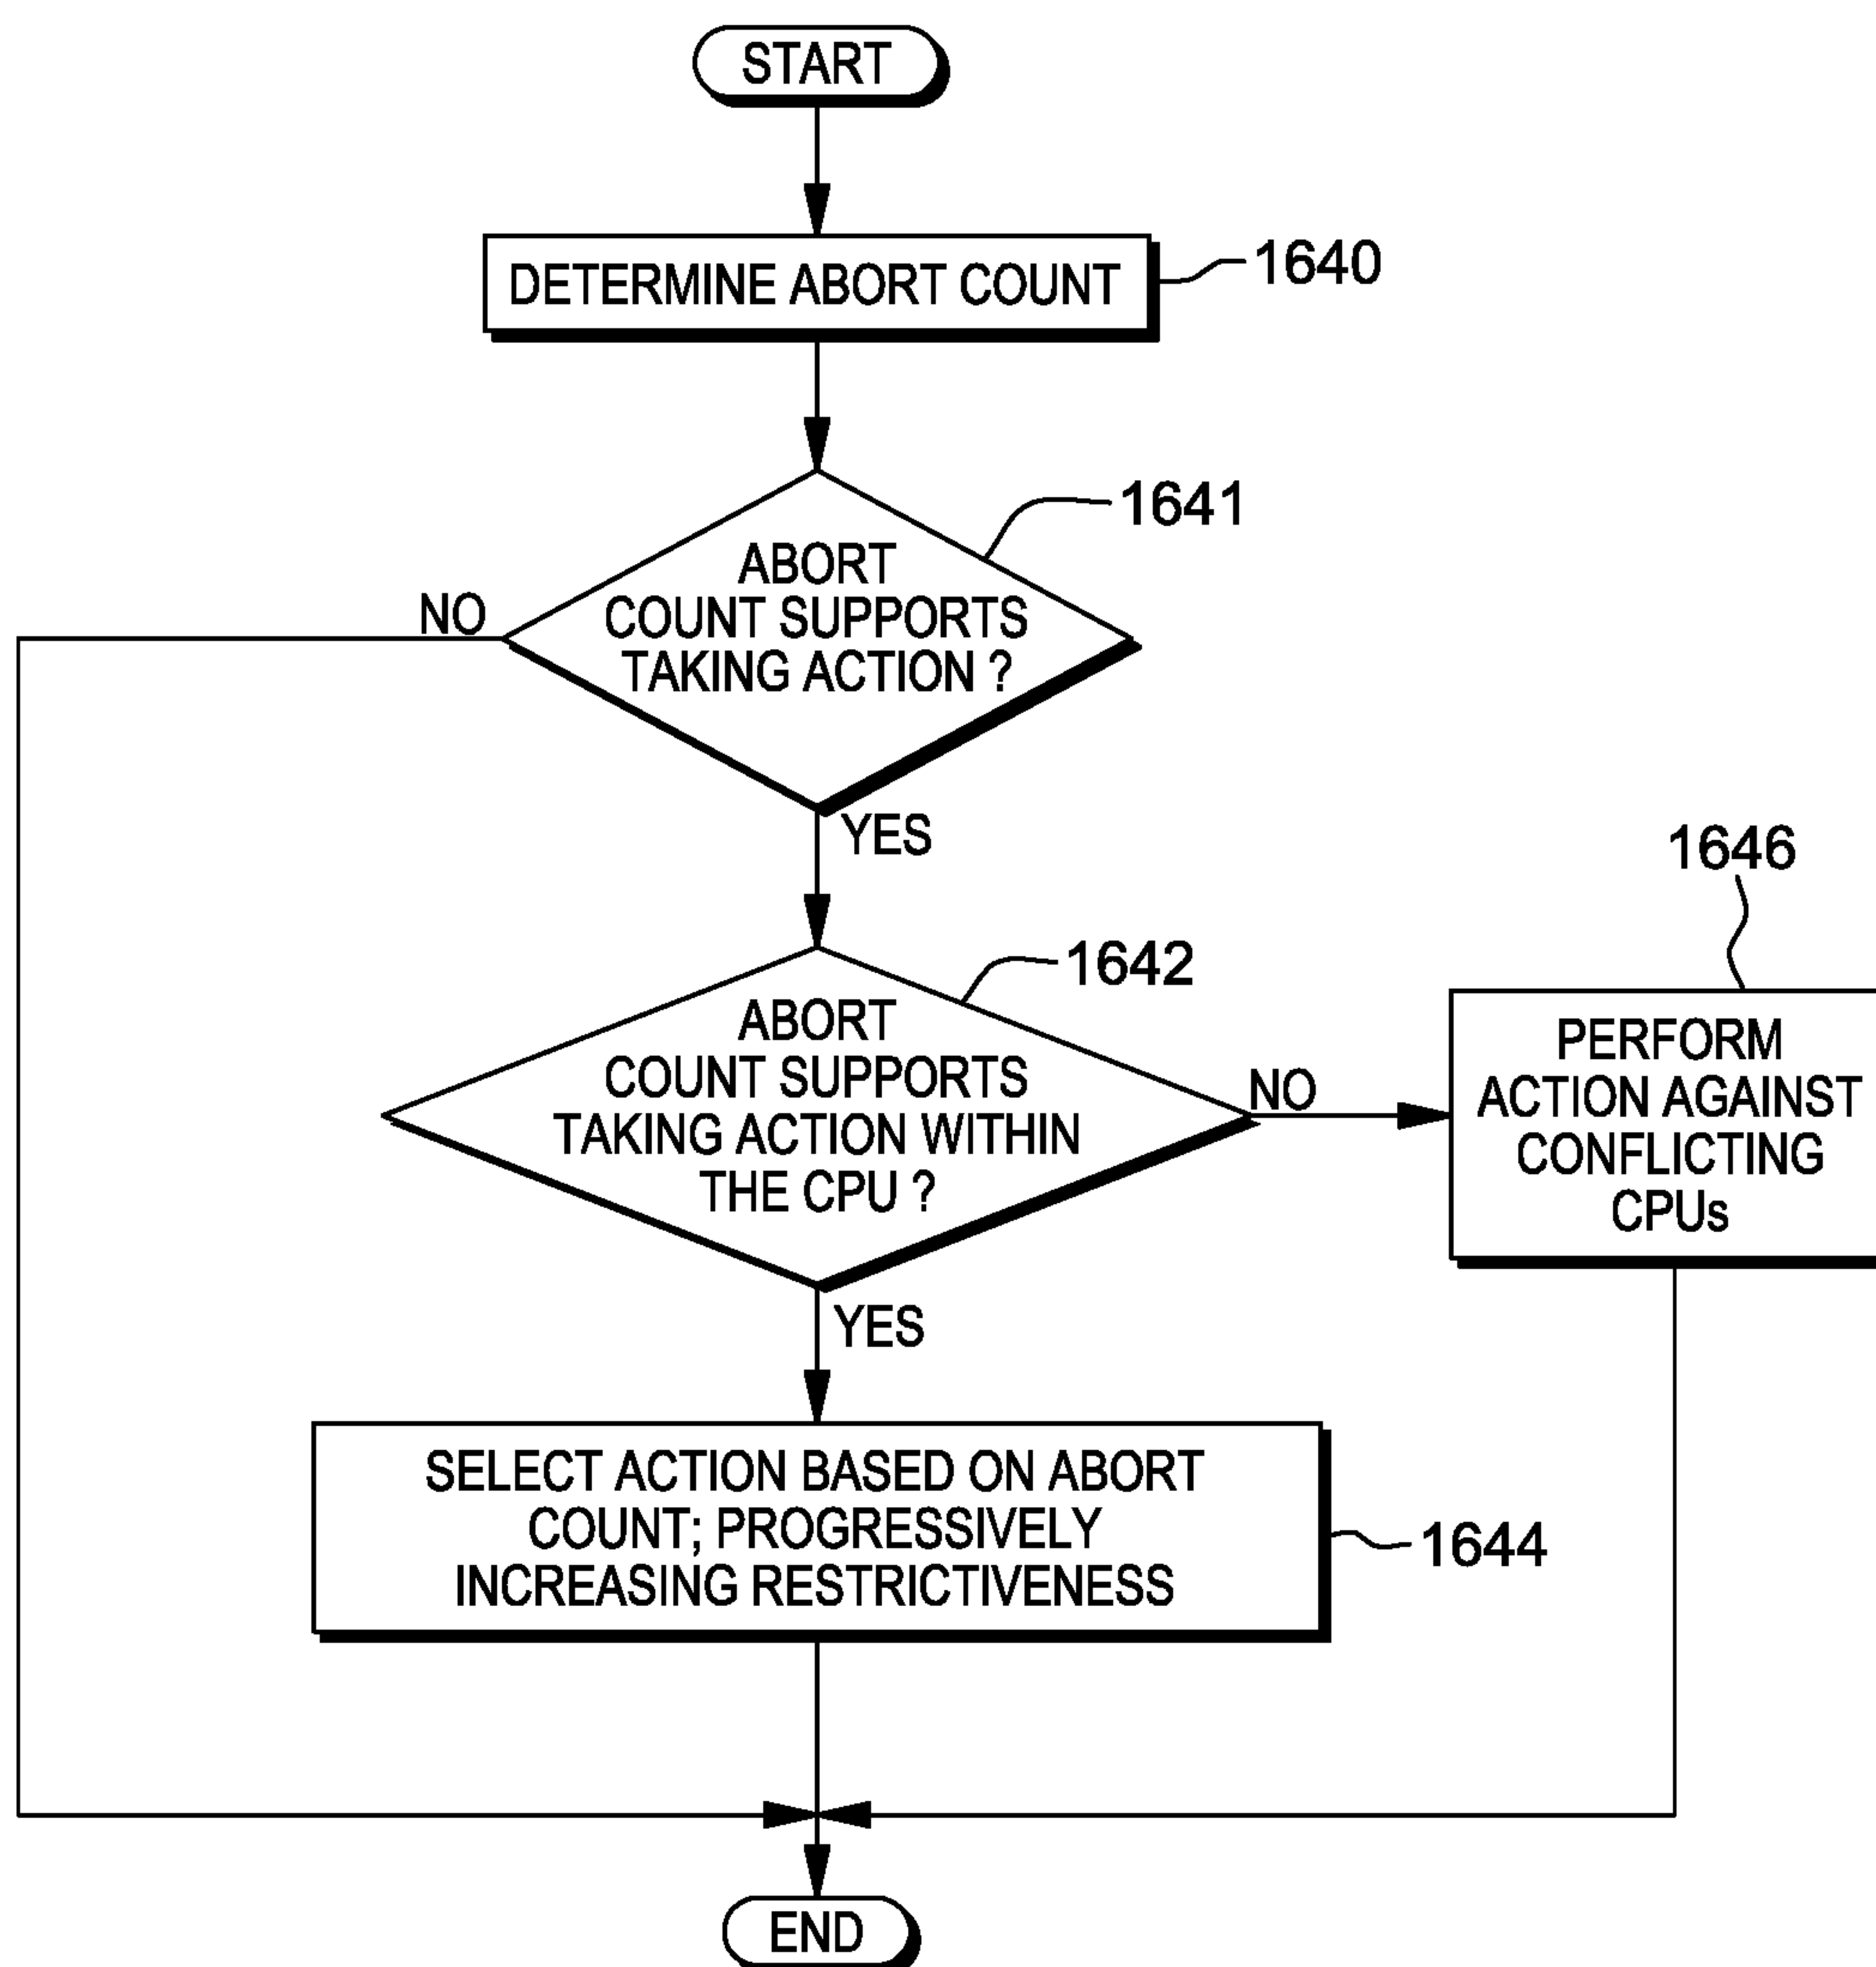 START
DETERMINE ABORT COUNT
1640
1641
ABORT
COUNT SUPPORTS
TAKING ACTION ?
NO
YES
1642
ABORT
COUNT SUPPORTS
TAKING ACTION WITHIN
THE CPU ?
NO
1646
PERFORM
ACTION AGAINST
CONFLICTING
CPUs
YES
SELECT ACTION BASED ON ABORT
COUNT; PROGRESSIVELY
INCREASING RESTRICTIVENESS
1644
END